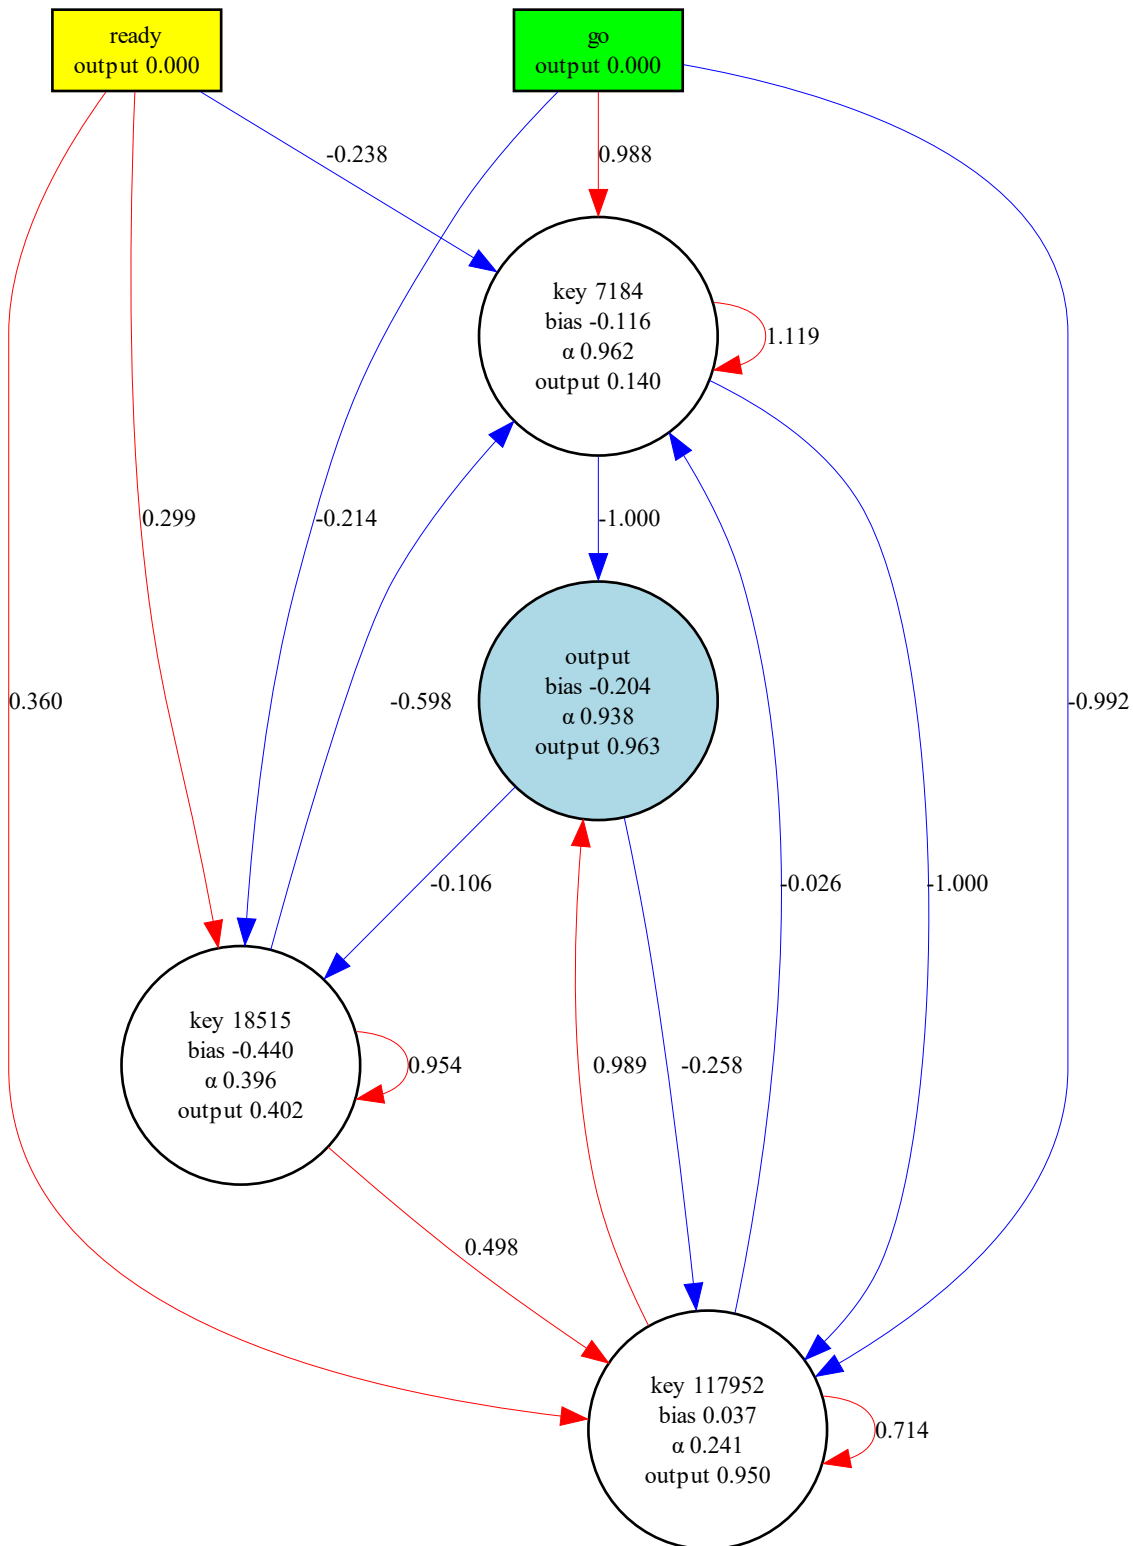 ready
output 0.000
go
output 0.000
-0.238
0.988
key 7184
bias -0.116
α 0.962
output 0.140
1.119
0.299
-0.214
-1.000
output
bias -0.204
α 0.938
output 0.963
0.360
-0.598
-0.992
-0.106
-0.026
-1.000
key 18515
bias -0.440
α 0.396
output 0.402
0.954
0.989
-0.258
0.498
key 117952
bias 0.037
α 0.241
output 0.950
0.714